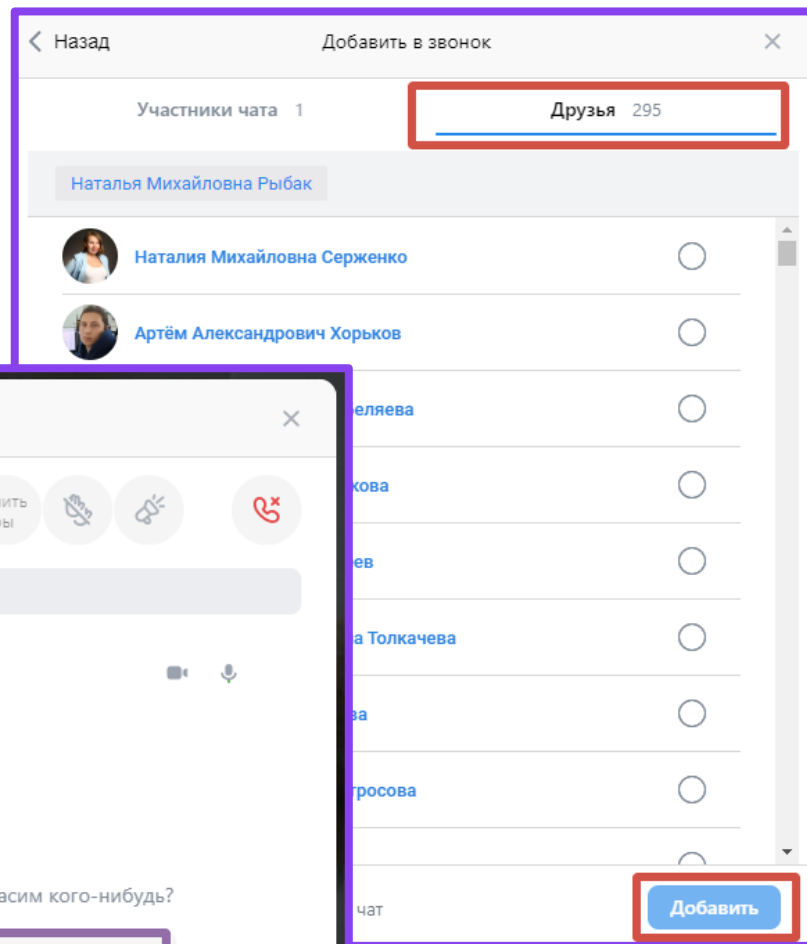 Назад
Добавить в звонок
Участники чата 1
Друзья 295
Наталья Михайловна Рыбак
Наталия Михайловна Серженко
Артём Александрович Хорьков
еляева
кова
ев
а Толкачева
ва
тросова
чат
Добавить
ить
ы
асим кого-нибудь?